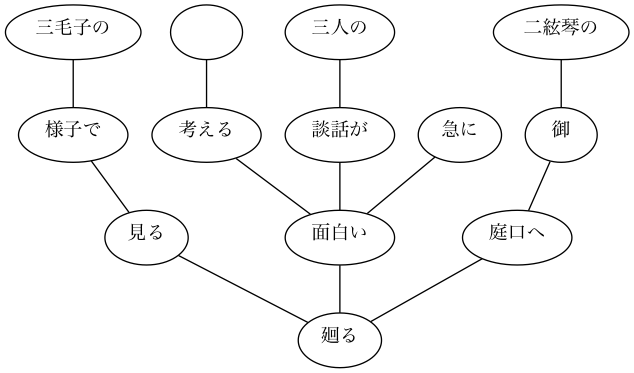 三毛子の
三人の
二絃琴の
様子で
考える
談話が
急に
御
見る
面白い
庭口へ
廻る